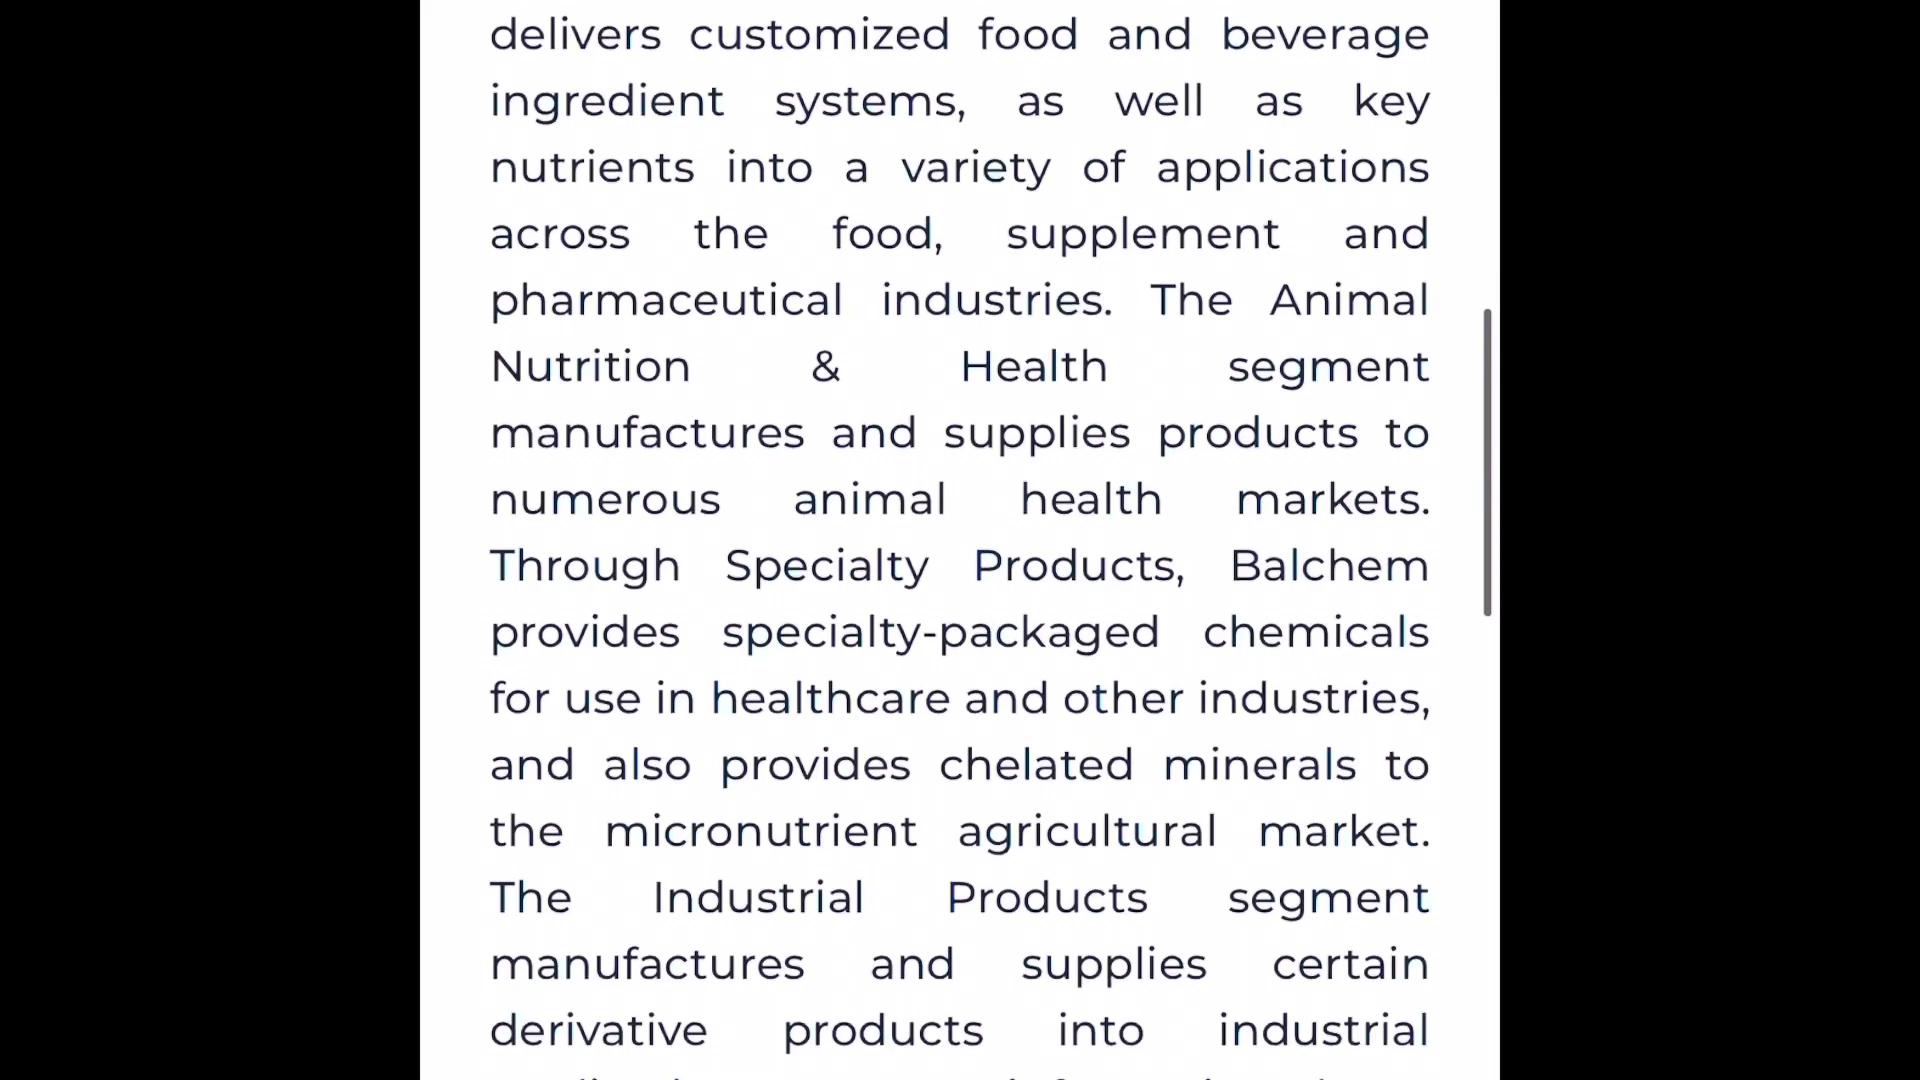 delivers customized food and beverage
ingredient systems, as well as key
nutrients into a variety of applications
across the food, supplement and
pharmaceutical industries. The Animal
Nutrition & Health segment
manufactures and supplies products to
numerous animal health markets.
Through Specialty Products, Balchem
provides specialty-packaged chemicals
for use in healthcare and other industries,
and also provides chelated minerals to
the micronutrient agricultural market.
The Industrial Products segment
manufactures and supplies certain
derivative products into industrial